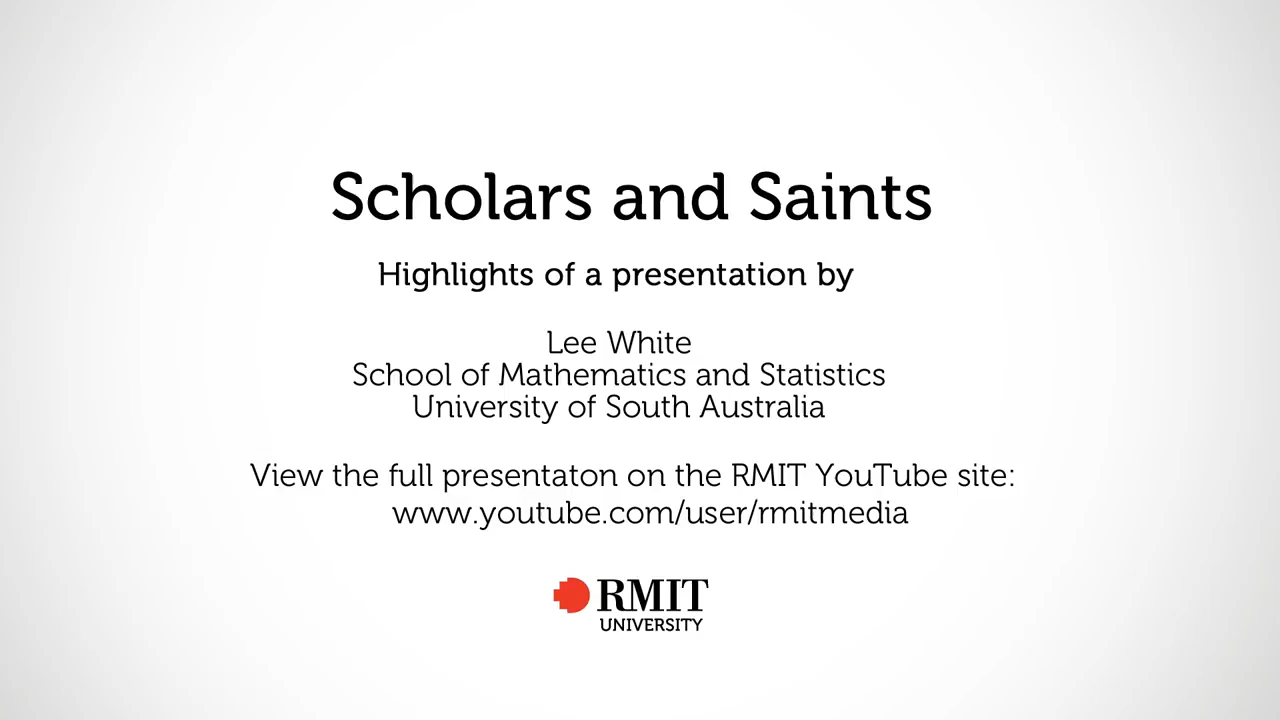 Scholars and Saints
Highlights of a presentation by
Lee White
School of Mathematics and Statistics
University of South Australia
View the full presentaton on the RMIT YouTube site:
www.youtube.com/user/rmitmedia
RMIT
UNIVERSITY